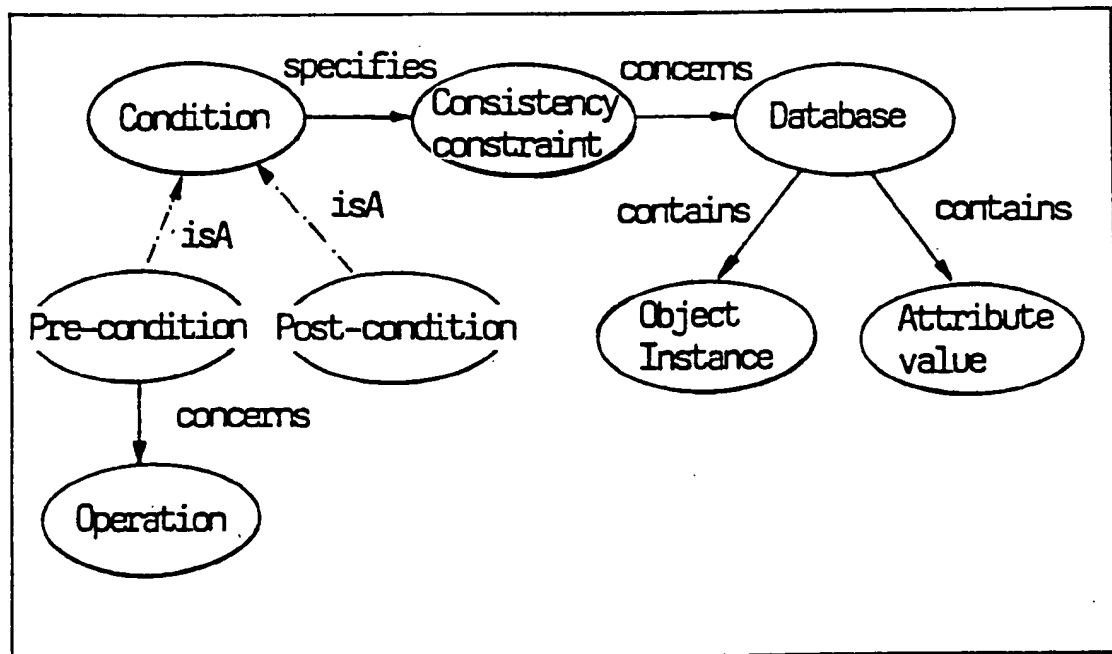 specifies
concerns
Condition
Consistency
constraint
Database
isA
isA
contains
contains
Pre-condition
Post-condition
Object
Instance
Attribute
value
concerns
Operation